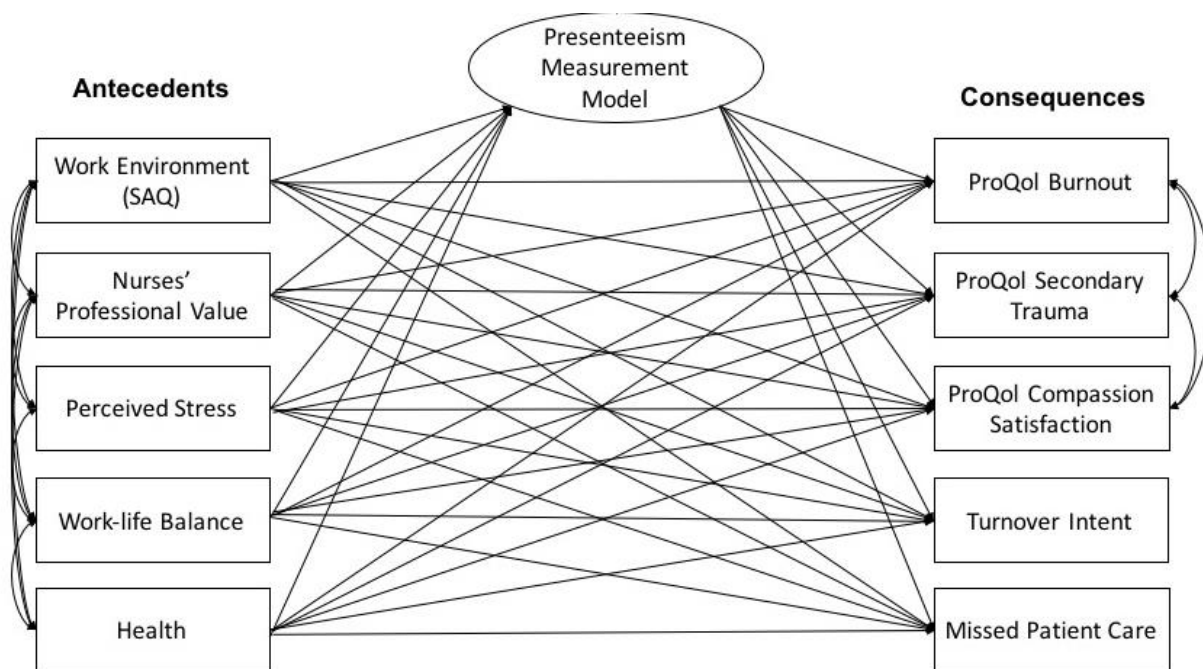 Presenteeism
Measurement
Model
Antecedents
Consequences
Work Environment
(SAQ)
Nurses’
Professional Value
Perceived Stress
Work-life Balance
Health
ProQol Burnout
ProQol Secondary
Trauma
ProQol Compassion
Satisfaction
Turnover Intent
Missed Patient Care